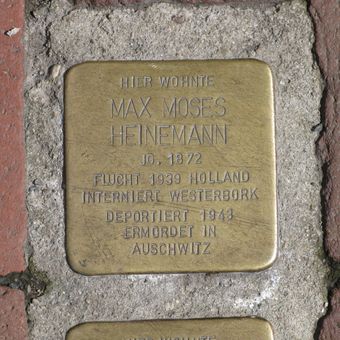 HIER WOHNTE
MAX MOSES
HEINEMANN
JG. 1872
FLUCHT 1939 HOLLAND
INTERNIERT WESTERBORK
DEPORTIERT 1943
ERMORDET IN
AUSCHWITZ